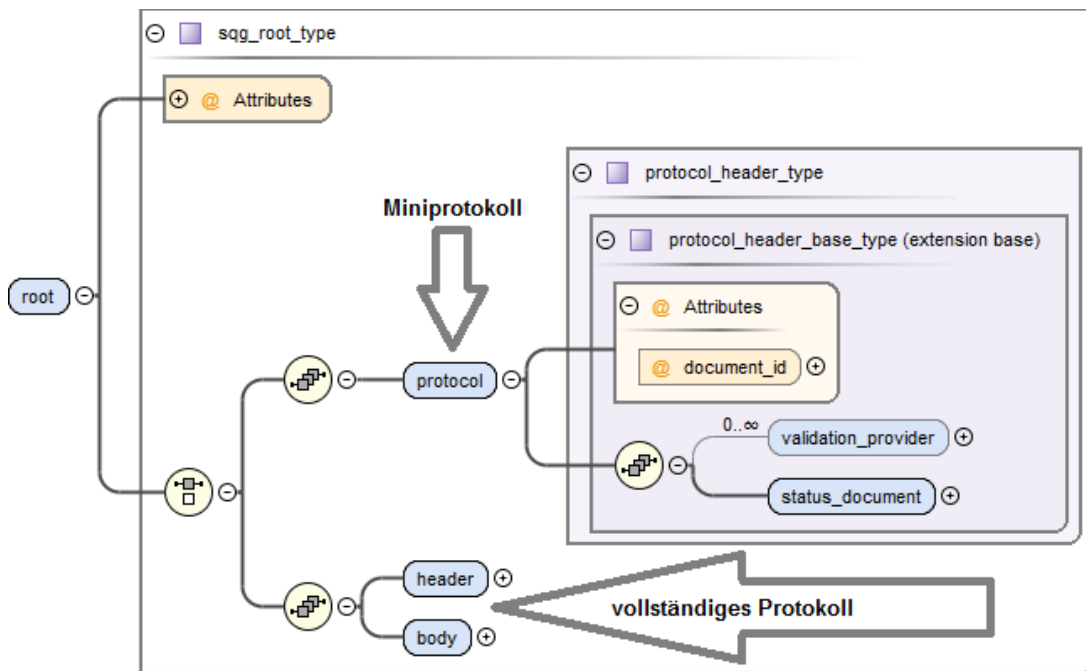 sqg_root_type
@ Attributes
protocol_header_type
Miniprotokoll
protocol_header_base_type (extension base)
root
@ Attributes
@ document_id
protocol
0..∞
validation_provider
status_document
header
vollständiges Protokoll
body